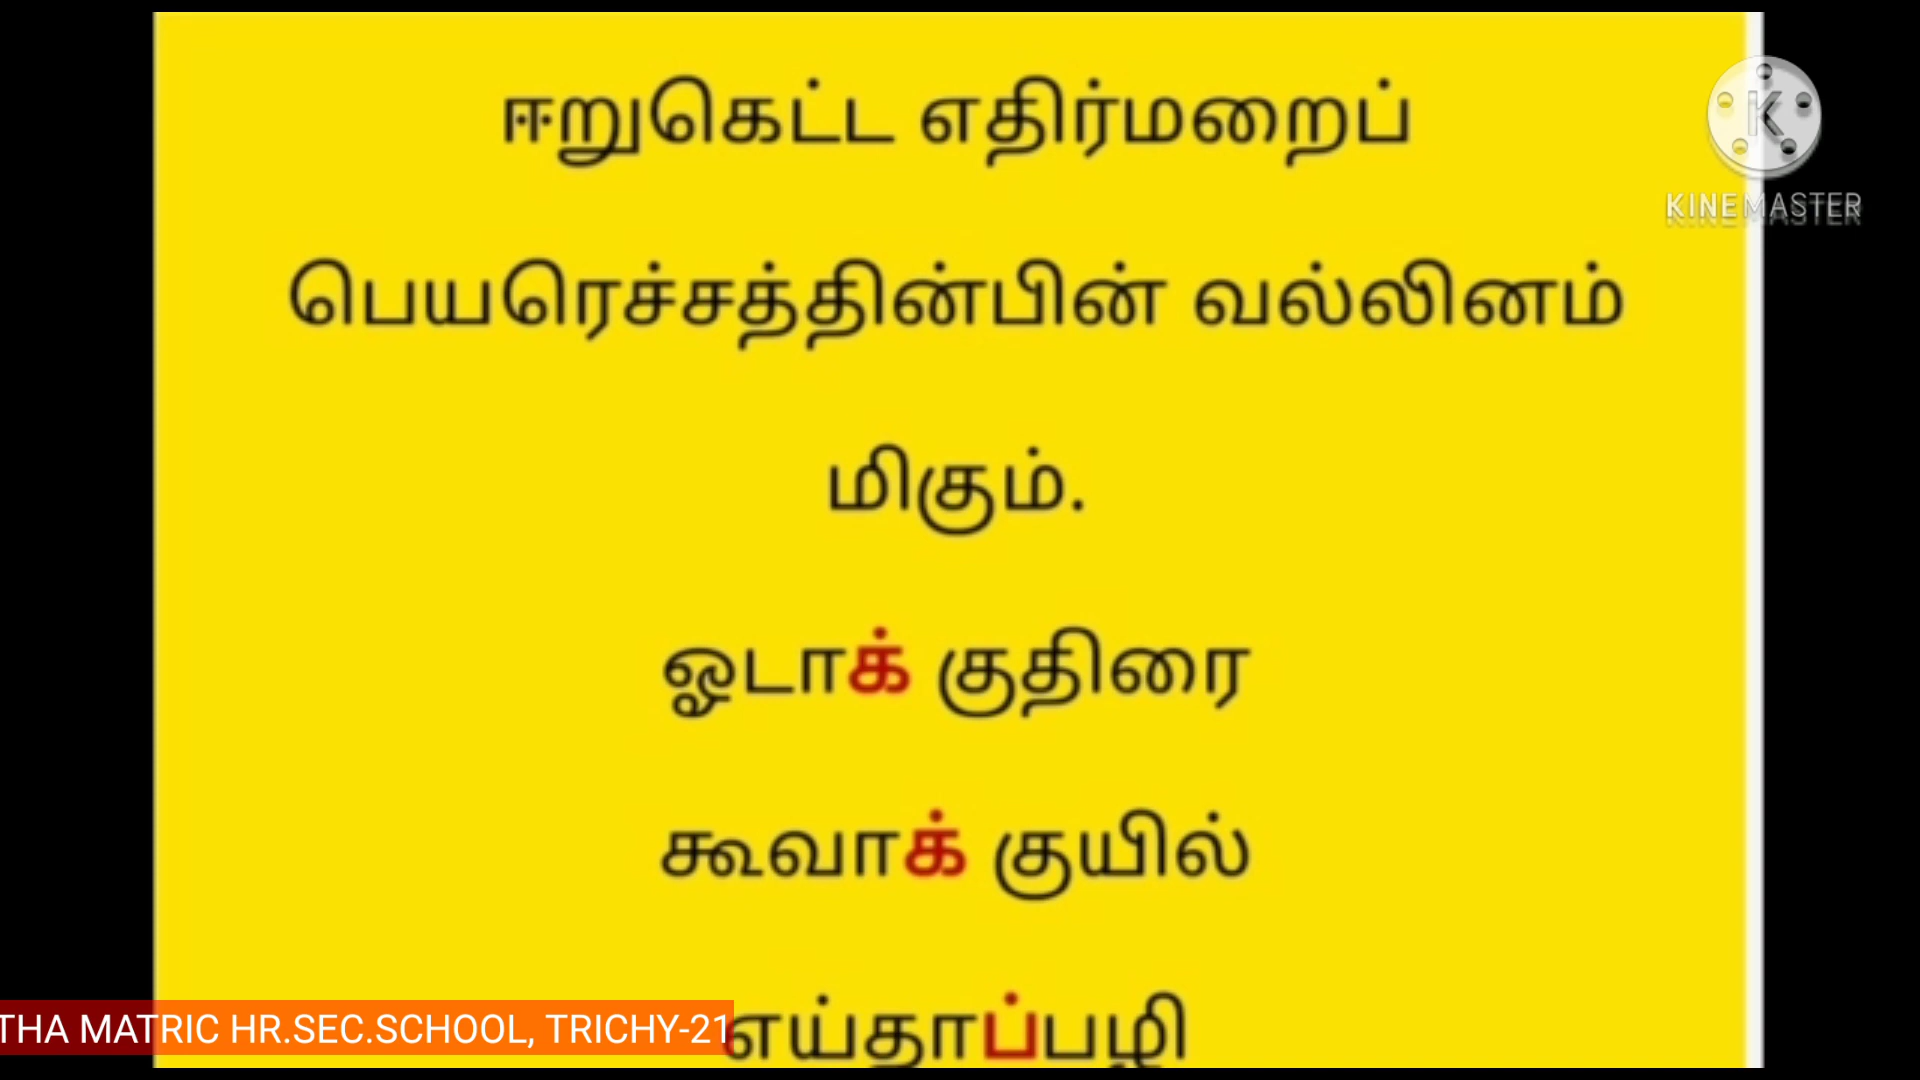 ஈறுகெட்ட எதிர்மறைப்
பெயரெச்சத்தின்பின் வல்லினம்
மிகும்.
ஓடாக் குதிரை
கூவாக் குயில்
எய்தாப்பழி
THA MATRIC HR.SEC.SCHOOL, TRICHY-21
K
KINEMASTER